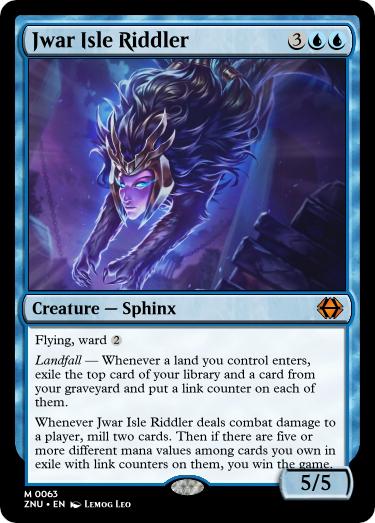 Jwar Isle Riddler 3
Creature — Sphinx
Flying, ward 2
Landfall — Whenever a land you control enters,
exile the top card of your library and a card from
your graveyard and put a link counter on each of
them.
Whenever Jwar Isle Riddler deals combat damage to
a player, mill two cards. Then if there are five or
more different mana values among cards you own in
exile with link counters on them, you win the game.
5/5
M 0063
ZNU • EN Lemog Leo